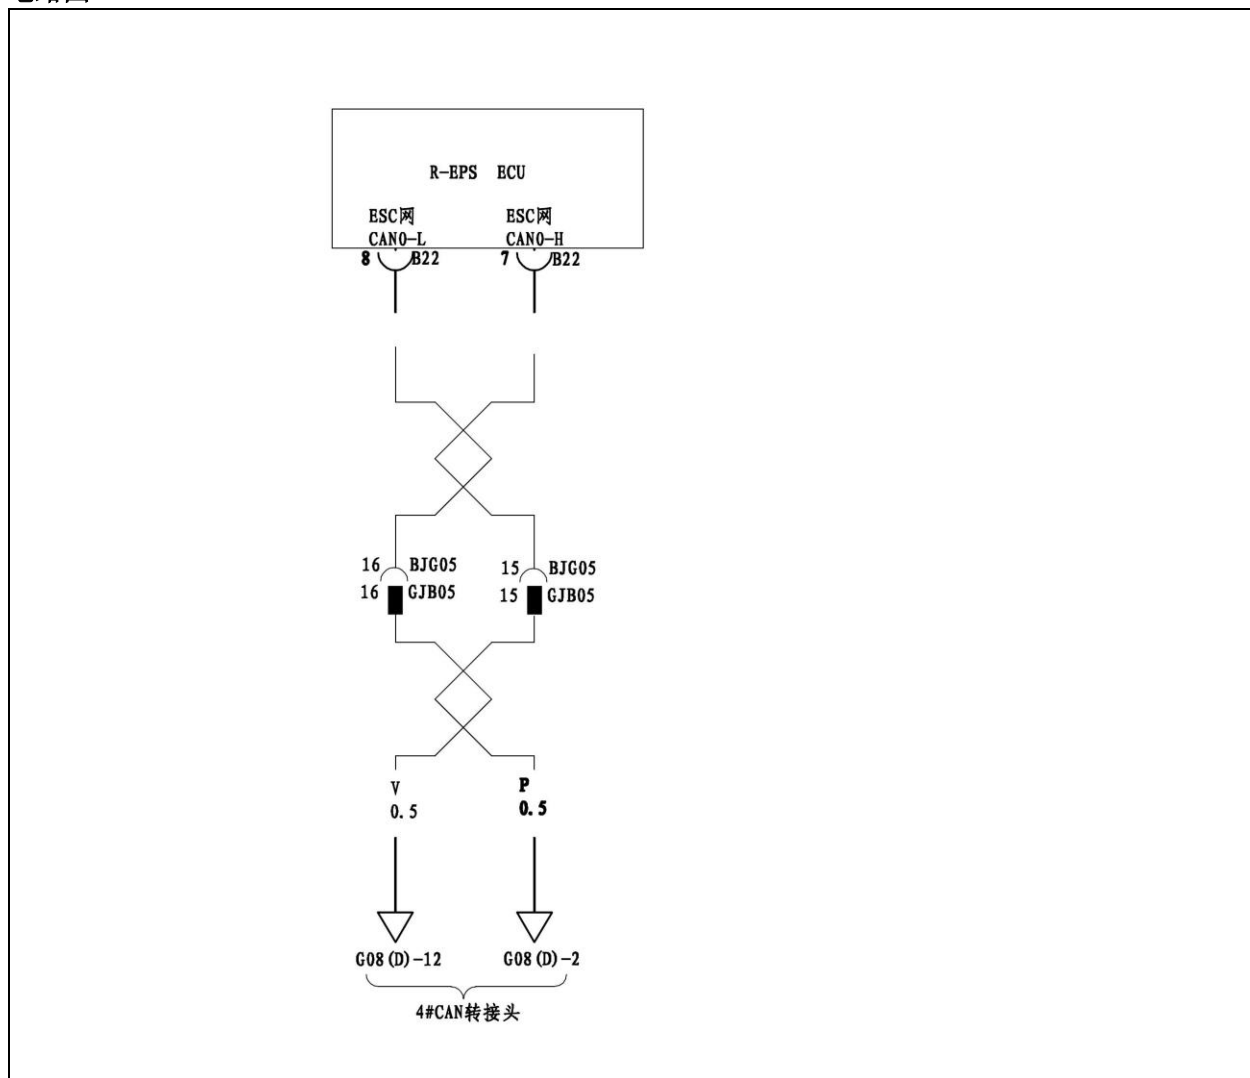 R-EPS ECU
ESC网 ESC网
CAN0-L CAN0-H
8 B22 7 B22
16 BJG05 15 BJG05
16 GJB05 15 GJB05
V P
0.5 0.5
G08(D)-12 G08(D)-2
4#CAN转接头